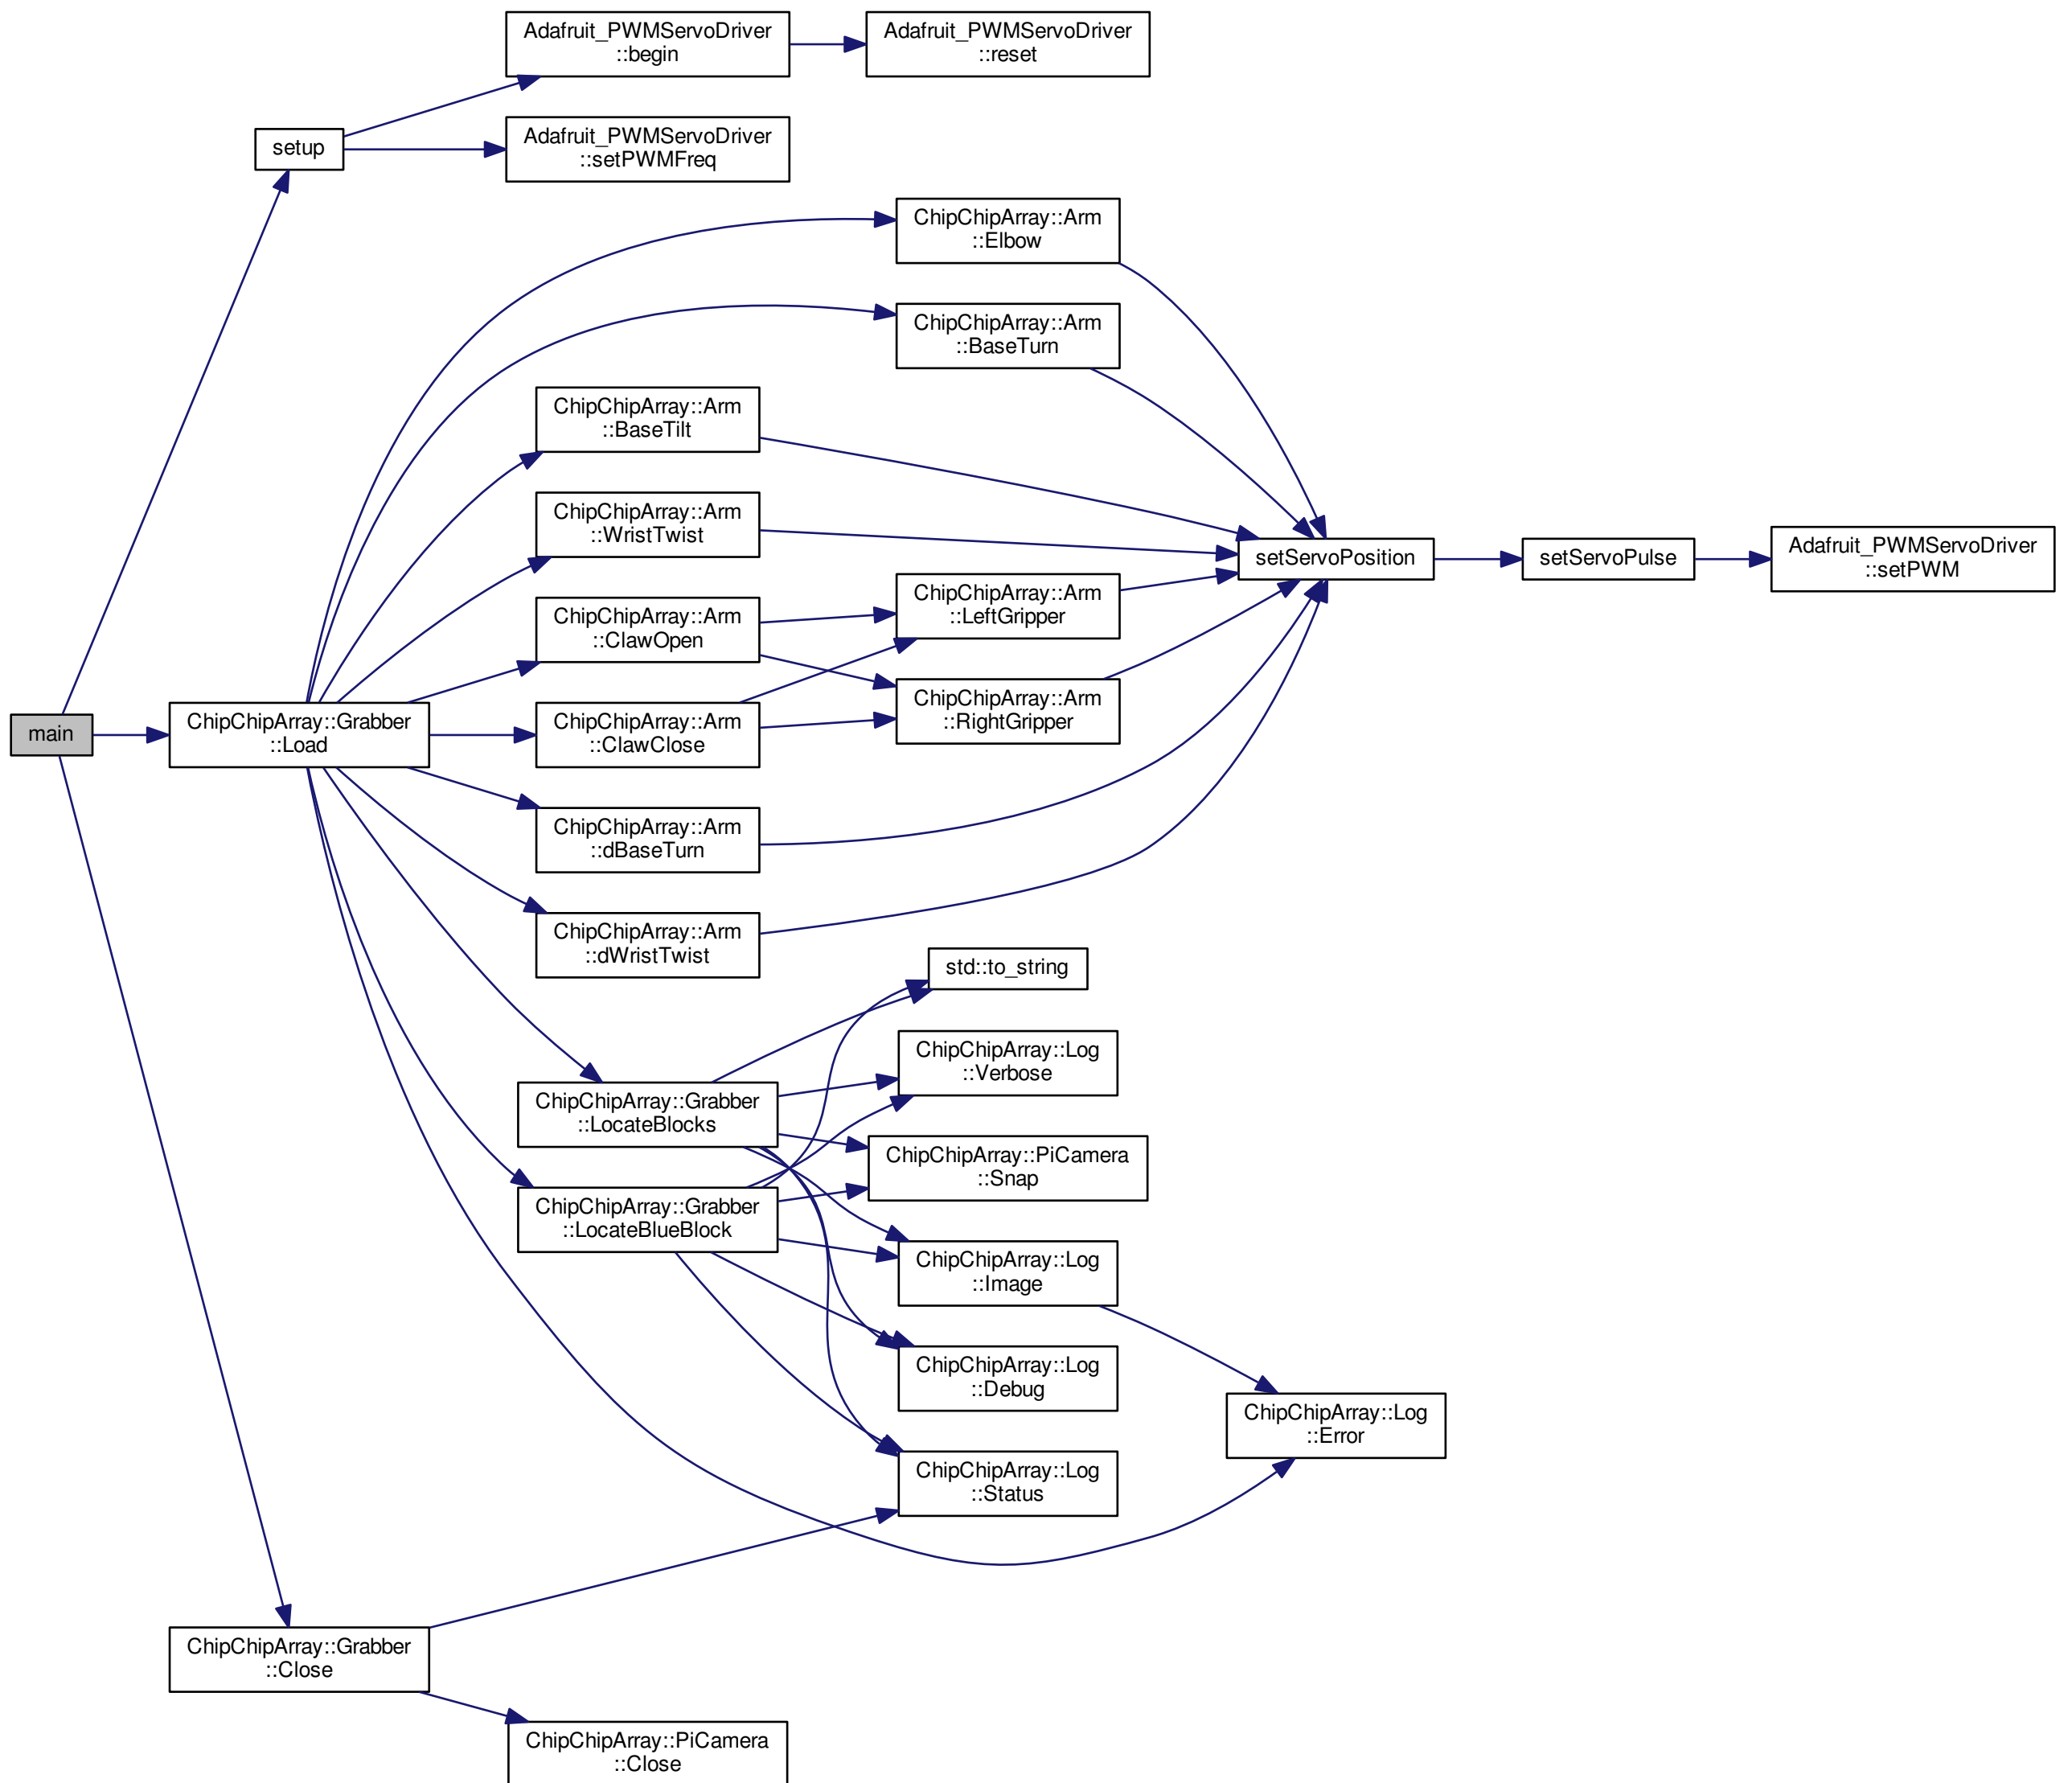 Adafruit_PWMServoDriver
::begin
Adafruit_PWMServoDriver
::reset
setup
Adafruit_PWMServoDriver
::setPWMFreq
ChipChipArray::Arm
::Elbow
ChipChipArray::Arm
::BaseTurn
ChipChipArray::Arm
::BaseTilt
ChipChipArray::Arm
::WristTwist
setServoPosition
setServoPulse
Adafruit_PWMServoDriver
::setPWM
ChipChipArray::Arm
::LeftGripper
ChipChipArray::Arm
::ClawOpen
ChipChipArray::Arm
::RightGripper
main
ChipChipArray::Grabber
::Load
ChipChipArray::Arm
::ClawClose
ChipChipArray::Arm
::dBaseTurn
ChipChipArray::Arm
::dWristTwist
std::to_string
ChipChipArray::Log
::Verbose
ChipChipArray::Grabber
::LocateBlocks
ChipChipArray::PiCamera
::Snap
ChipChipArray::Grabber
::LocateBlueBlock
ChipChipArray::Log
::Image
ChipChipArray::Log
::Debug
ChipChipArray::Log
::Error
ChipChipArray::Log
::Status
ChipChipArray::Grabber
::Close
ChipChipArray::PiCamera
::Close